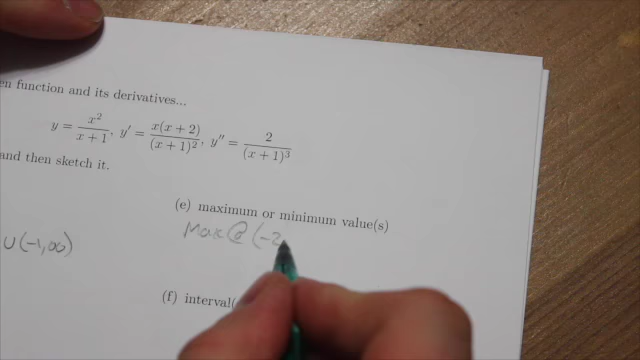 en function and its derivatives...
y = x²/(x + 1), y′ = x(x + 2)/(x + 1)², y″ = 2/(x + 1)³
and then sketch it.
(e) maximum or minimum value(s)
Max @ (-2
∪ (-1, ∞)
(f) interval(